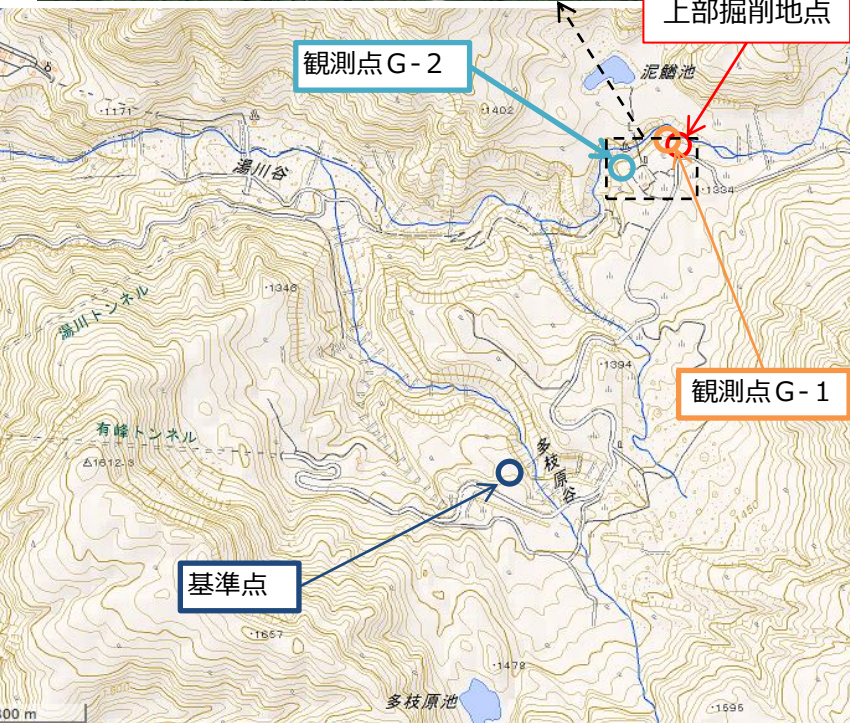 上部掘削地点
観測点G-2
泥鰌池
・1171
・1402
湯川谷
・1334
・1346
湯川トンネル
・1394
観測点G-1
有峰トンネル
△1612.3
多枝原谷
1450
基準点
・1657
・1479
多枝原池
・1595
300 m